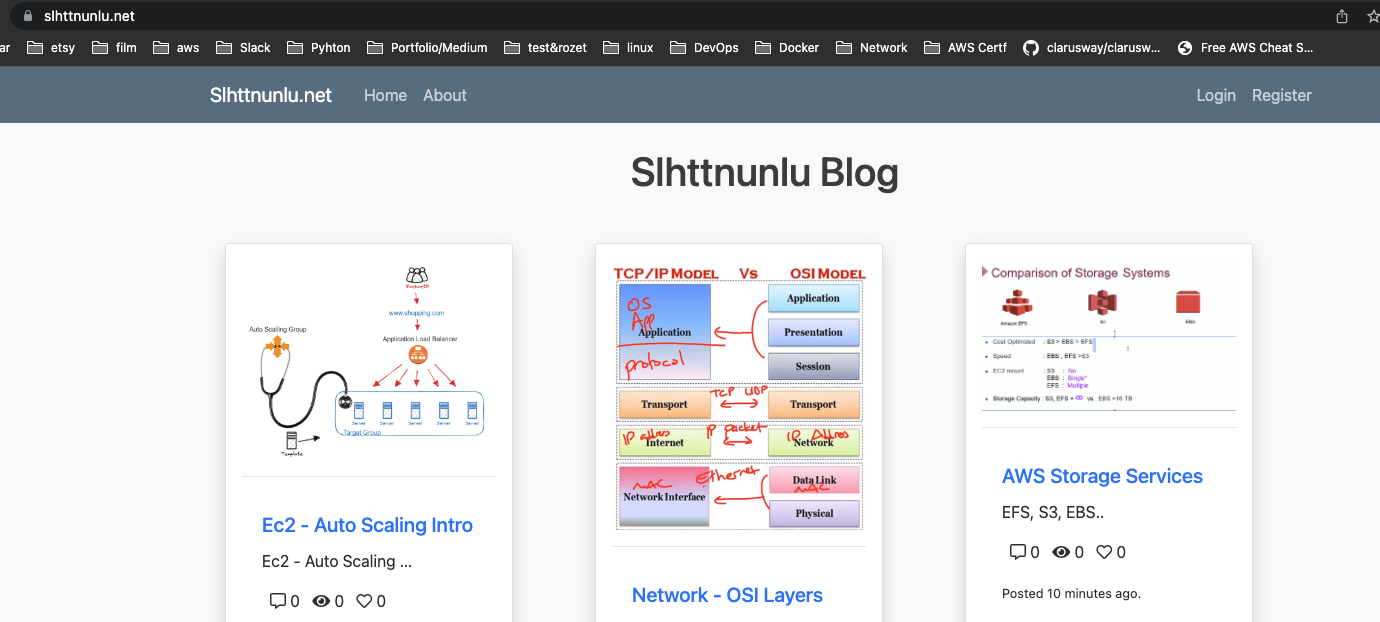 slhttnunlu.net
ar etsy film aws Slack Pyhton Portfolio/Medium test&rozet linux DevOps Docker Network AWS Certf clarusway/clarusw... Free AWS Cheat S...
Slhttnunlu.net Home About Login Register
Slhttnunlu Blog
www.shopping.com
Auto Scailing Group
Application Load Balancer
Server Server Server Server Server
Target Group
Template
Ec2 - Auto Scaling Intro
Ec2 - Auto Scaling ...
0 0 0
TCP/IP MODEL Vs OSI MODEL
OS
App
Application
protocol
Application
Presentation
Session
Transport TCP UDP Transport
Internet IP packet Network
Ethernet
MAC
Network Interface
Data Link
MAC
Physical
Network - OSI Layers
Comparison of Storage Systems
Amazon EFS S3 EBS
Cost Optimized : S3 > EBS > EFS
Speed : EBS , EFS >S3
EC2 mount : S3 : No
EBS : Single*
EFS : Multiple
Storage Capacity : S3, EFS = ∞ vs. EBS =16 TB
AWS Storage Services
EFS, S3, EBS..
0 0 0
Posted 10 minutes ago.